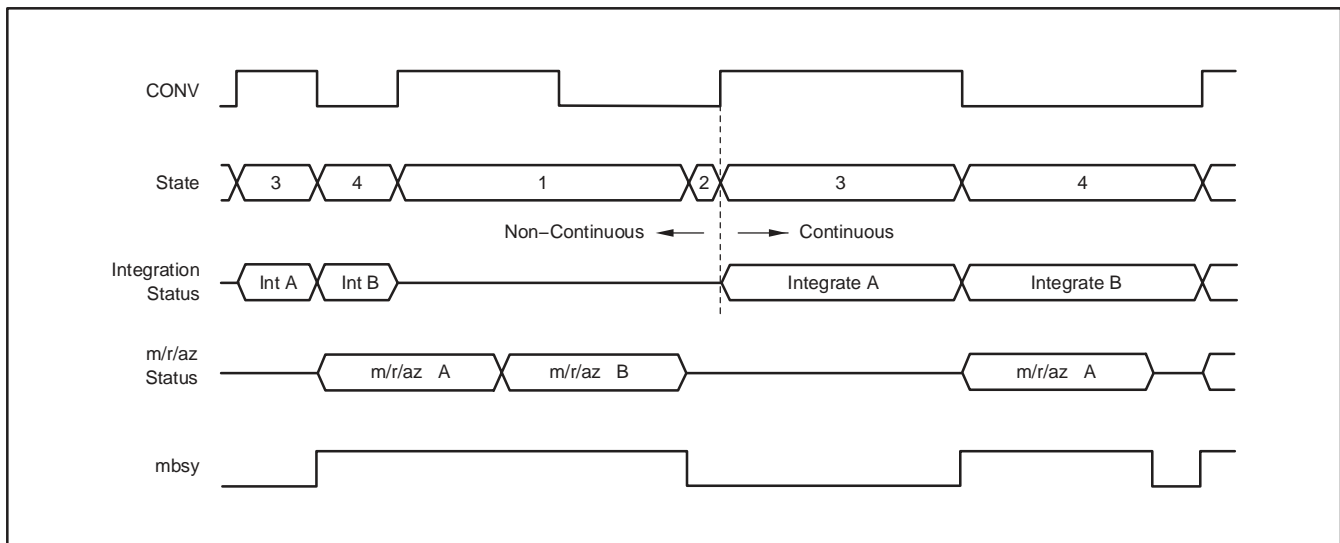 CONV
State 3 4 1 2 3 4
Non−Continuous Continuous
Integration
Status
Int A Int B Integrate A Integrate B
m/r/az
Status
m/r/az A m/r/az B m/r/az A
mbsy